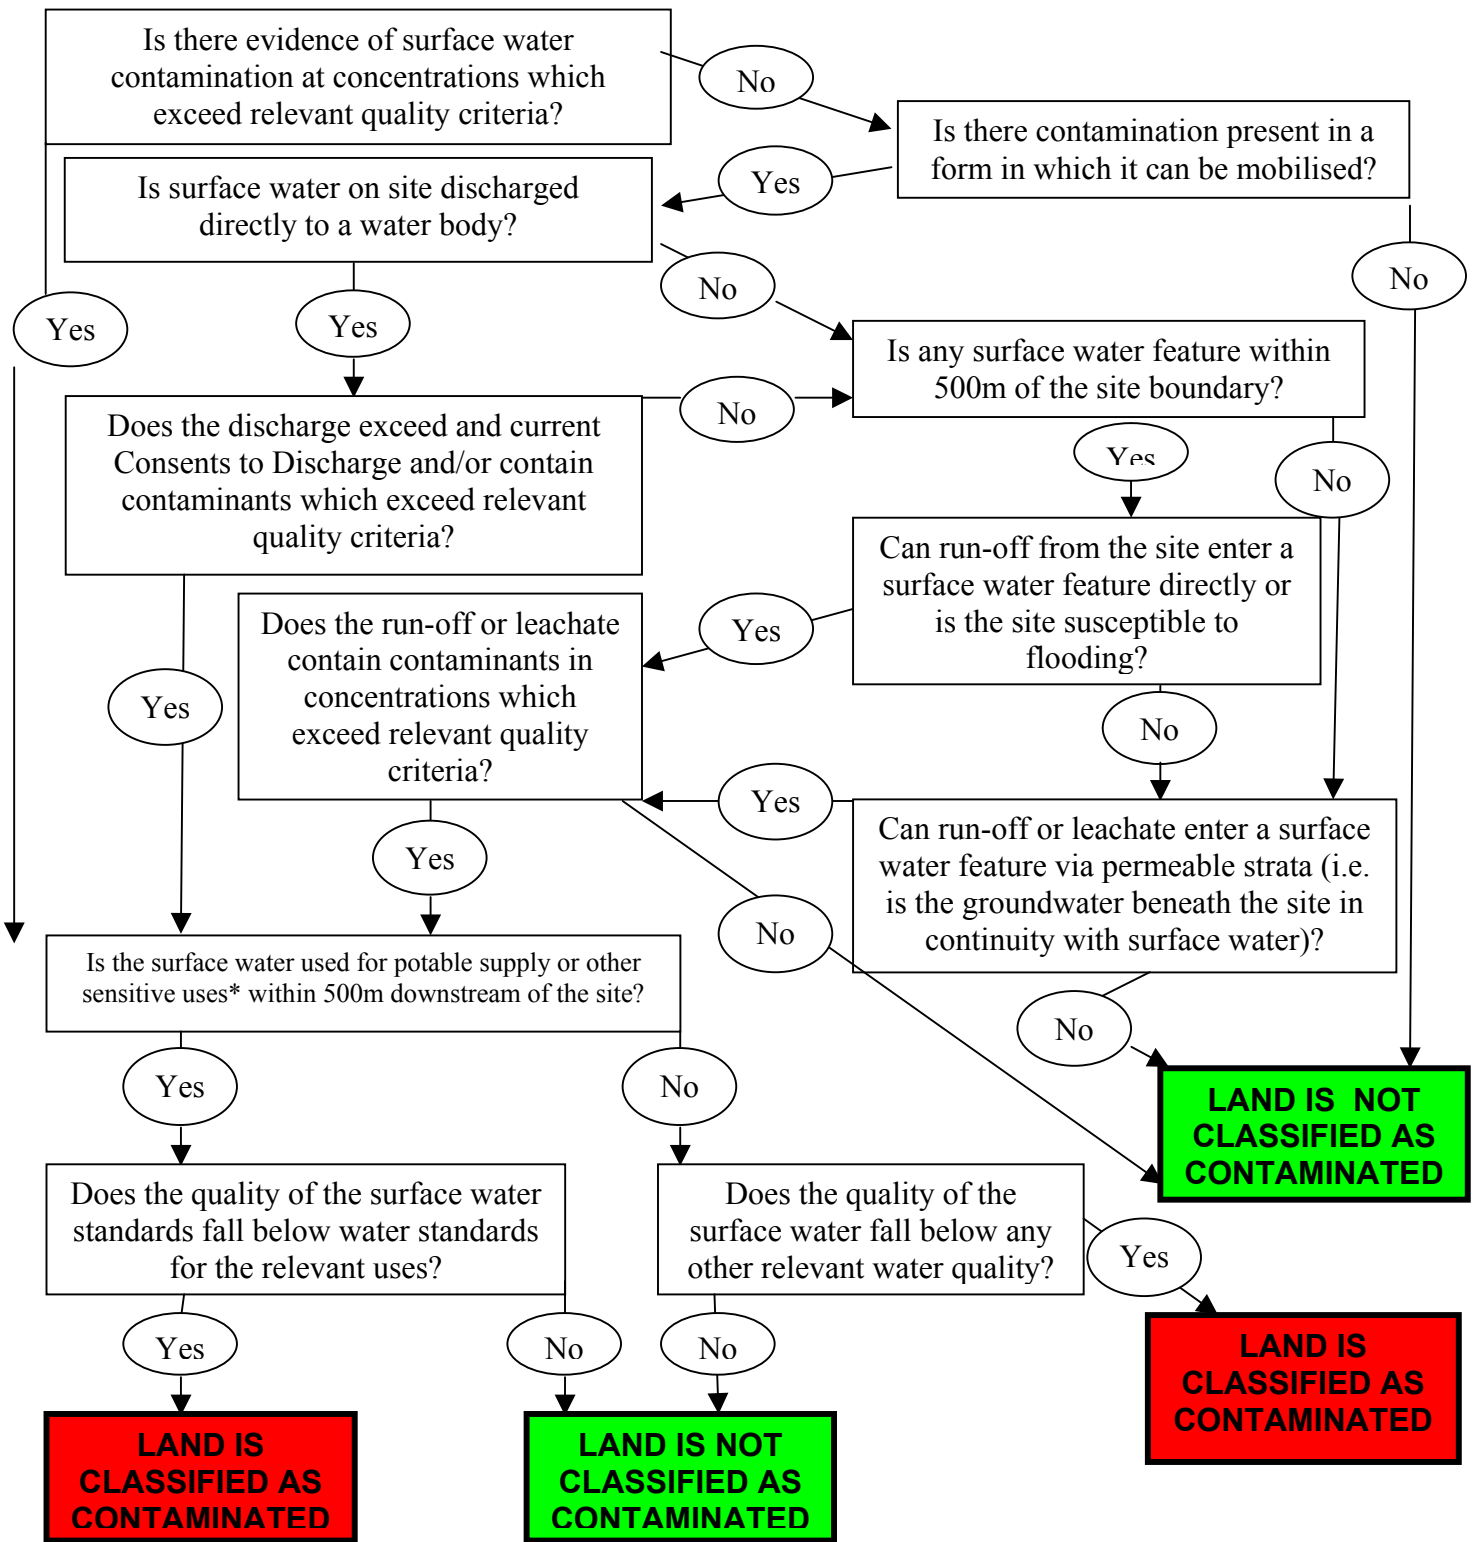 Is there evidence of surface water
contamination at concentrations which
exceed relevant quality criteria?
No
Is there contamination present in a
form in which it can be mobilised?
Yes
Is surface water on site discharged
directly to a water body?
No
No
Yes
Yes
Is any surface water feature within
500m of the site boundary?
No
Does the discharge exceed and current
Consents to Discharge and/or contain
contaminants which exceed relevant
quality criteria?
Yes
No
Can run-off from the site enter a
surface water feature directly or
is the site susceptible to
flooding?
Yes
Does the run-off or leachate
contain contaminants in
concentrations which
exceed relevant quality
criteria?
Yes
No
Yes
Can run-off or leachate enter a surface
water feature via permeable strata (i.e.
is the groundwater beneath the site in
continuity with surface water)?
Yes
No
Is the surface water used for potable supply or other
sensitive uses* within 500m downstream of the site?
No
Yes
No
LAND IS NOT
CLASSIFIED AS
CONTAMINATED
Does the quality of the surface water
standards fall below water standards
for the relevant uses?
Does the quality of the
surface water fall below any
other relevant water quality?
Yes
Yes
No
No
LAND IS
CLASSIFIED AS
CONTAMINATED
LAND IS
CLASSIFIED AS
CONTAMINATED
LAND IS NOT
CLASSIFIED AS
CONTAMINATED